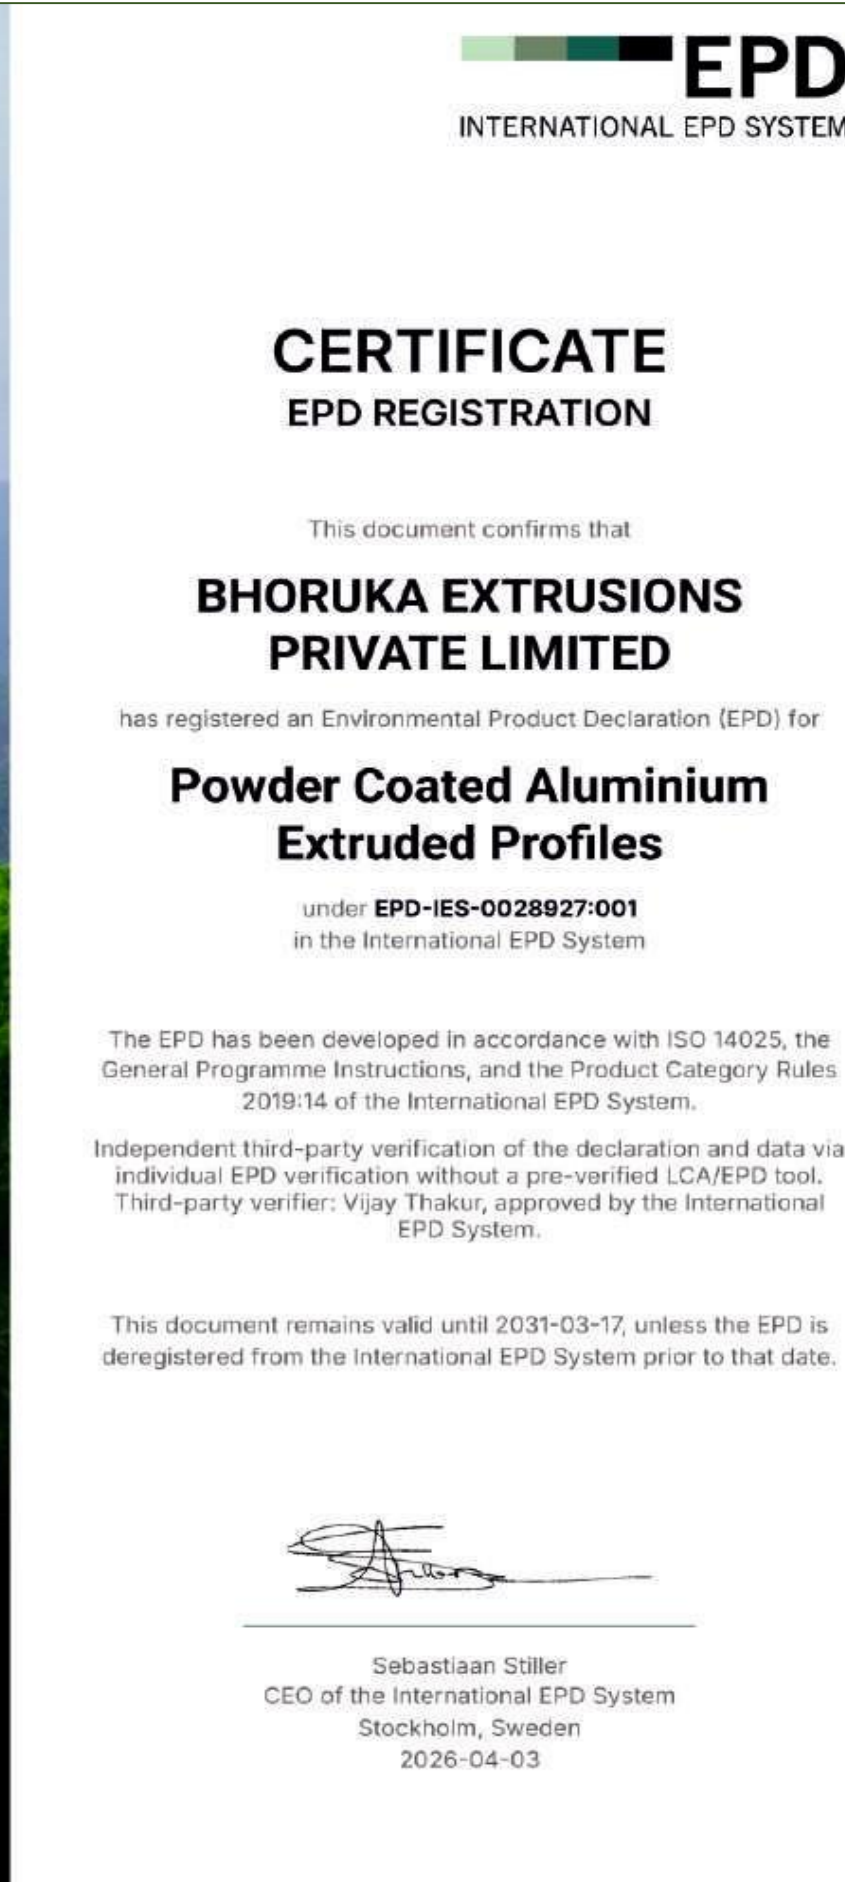 EPD
INTERNATIONAL EPD SYSTEM
CERTIFICATE
EPD REGISTRATION
This document confirms that
BHORUKA EXTRUSIONS
PRIVATE LIMITED
has registered an Environmental Product Declaration (EPD) for
Powder Coated Aluminium
Extruded Profiles
under EPD-IES-0028927:001
in the International EPD System
The EPD has been developed in accordance with ISO 14025, the
General Programme Instructions, and the Product Category Rules
2019:14 of the International EPD System.
Independent third-party verification of the declaration and data via
individual EPD verification without a pre-verified LCA/EPD tool.
Third-party verifier: Vijay Thakur, approved by the International
EPD System.
This document remains valid until 2031-03-17, unless the EPD is
deregistered from the International EPD System prior to that date.
Sebastiaan Stiller
CEO of the International EPD System
Stockholm, Sweden
2026-04-03